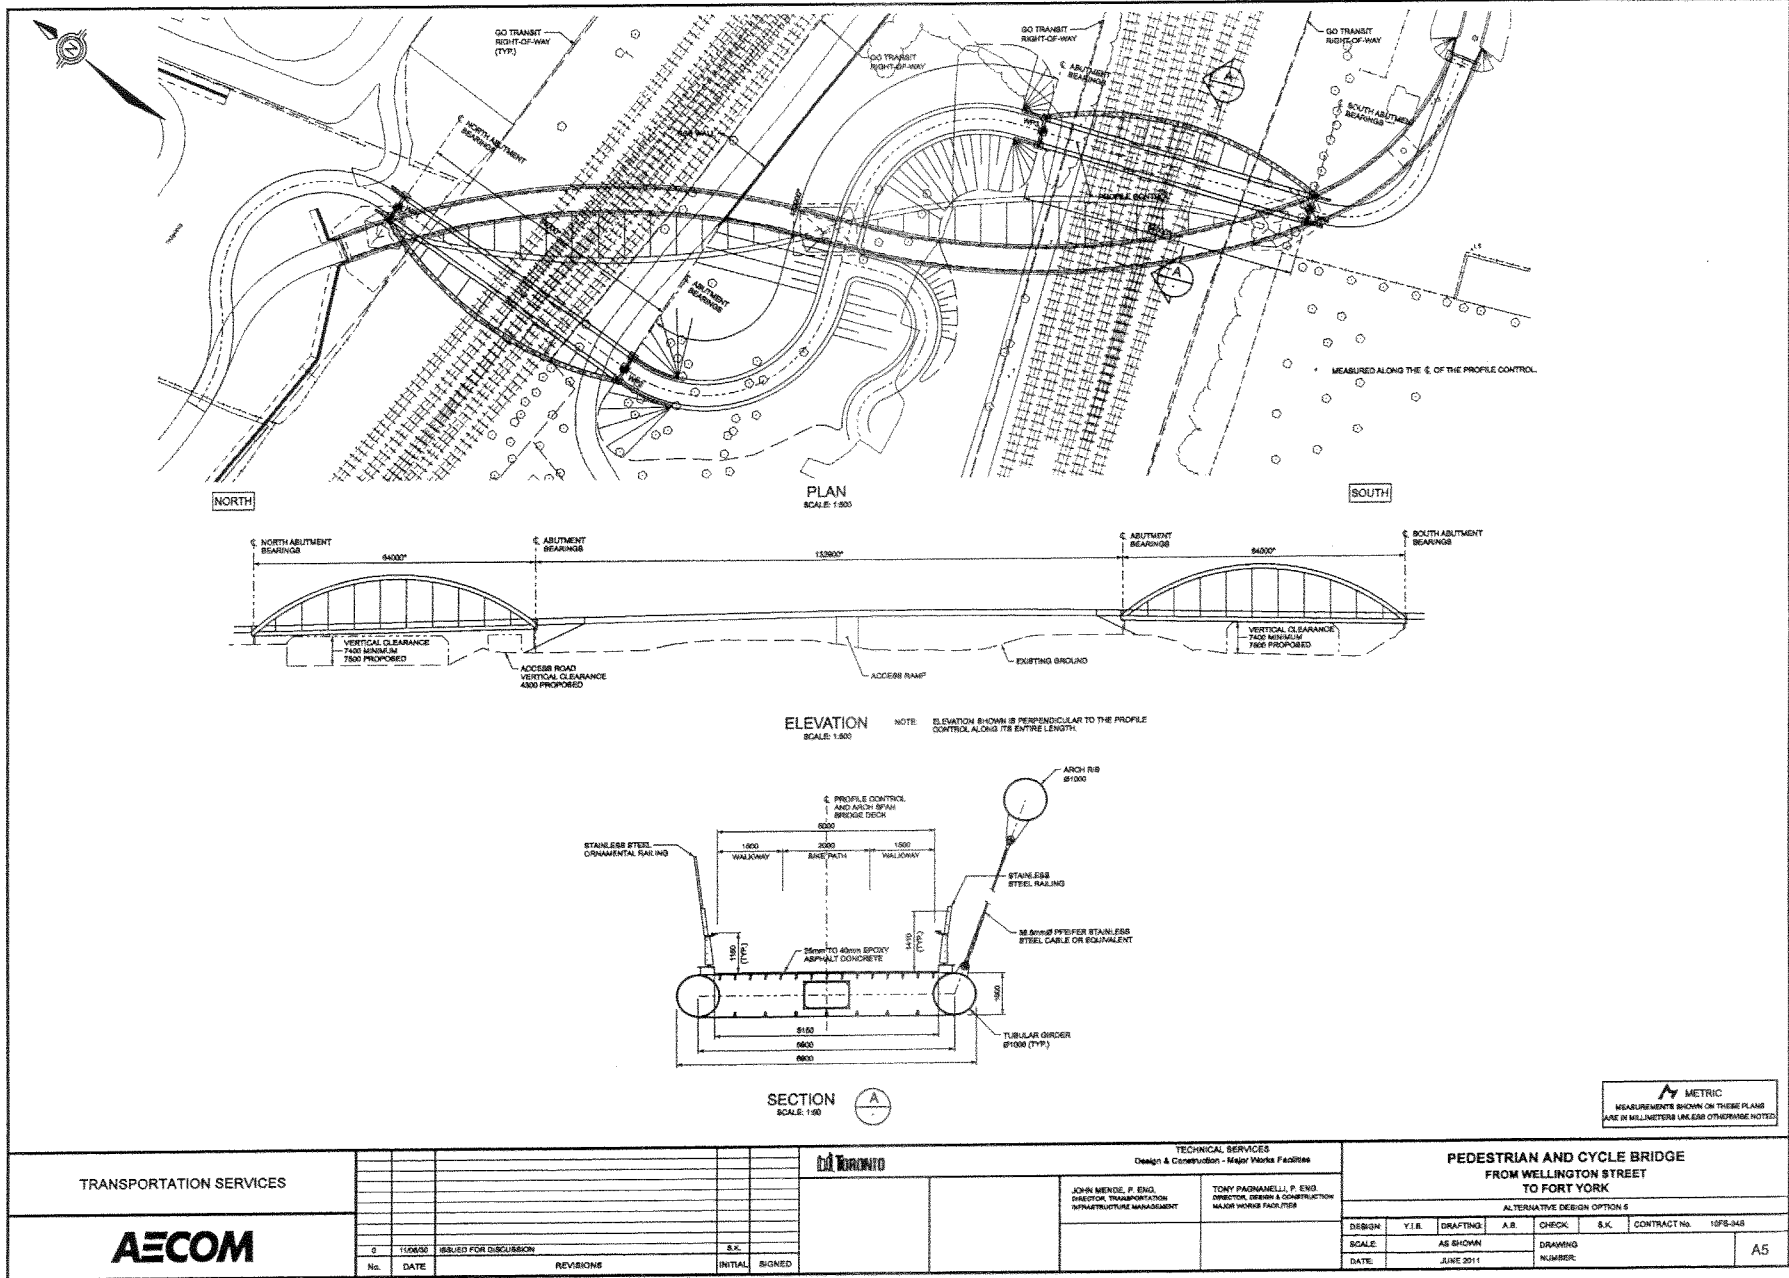 GO TRANSIT
RIGHT-OF-WAY
(TYP.)
GO TRANSIT
RIGHT-OF-WAY
GO TRANSIT
RIGHT-OF-WAY
GO TRANSIT
RIGHT-OF-WAY
℄ ABUTMENT
BEARINGS
℄ NORTH ABUTMENT
BEARINGS
℄ SOUTH ABUTMENT
BEARINGS
℄ ABUTMENT
BEARINGS
A
A
* MEASURED ALONG THE ℄ OF THE PROFILE CONTROL.
NORTH
PLAN
SCALE: 1:500
SOUTH
℄ NORTH ABUTMENT
BEARINGS
℄ ABUTMENT
BEARINGS
℄ ABUTMENT
BEARINGS
℄ SOUTH ABUTMENT
BEARINGS
64000*
64000*
VERTICAL CLEARANCE
7400 MINIMUM
7500 PROPOSED
ACCESS ROAD
VERTICAL CLEARANCE
4300 PROPOSED
ACCESS RAMP
EXISTING GROUND
VERTICAL CLEARANCE
7400 MINIMUM
PROPOSED
ELEVATION
SCALE: 1:500
NOTE: ELEVATION SHOWN IS PERPENDICULAR TO THE PROFILE
CONTROL ALONG ITS ENTIRE LENGTH.
ARCH RIB
Ø1000
℄ PROFILE CONTROL
AND ARCH SPAN
BRIDGE DECK
STAINLESS STEEL
ORNAMENTAL RAILING
WALKWAY
2000
BIKE PATH
WALKWAY
STAINLESS
STEEL RAILING
PFEIFER STAINLESS
STEEL CABLE OR EQUIVALENT
(TYP.)
25mm TO 40mm EPOXY
ASPHALT CONCRETE
TUBULAR GIRDER
Ø1000 (TYP.)
SECTION A
SCALE: 1:50
METRIC
MEASUREMENTS SHOWN ON THESE PLANS
ARE IN MILLIMETERS UNLESS OTHERWISE NOTED
TRANSPORTATION SERVICES
AECOM
0 ISSUED FOR DISCUSSION S.K.
No. DATE REVISIONS INITIAL SIGNED
TORONTO
TECHNICAL SERVICES
Design & Construction - Major Works Facilities
JOHN MENDE, P. ENG.
DIRECTOR, TRANSPORTATION
INFRASTRUCTURE MANAGEMENT
TONY PAGNANELLI, P. ENG.
DIRECTOR, DESIGN & CONSTRUCTION
MAJOR WORKS FACILITIES
PEDESTRIAN AND CYCLE BRIDGE
FROM WELLINGTON STREET
TO FORT YORK
ALTERNATIVE DESIGN OPTION 5
DESIGN: Y.I.B. DRAFTING: A.B. CHECK: S.K. CONTRACT No.
SCALE: AS SHOWN DRAWING
NUMBER: A5
DATE: JUNE 2011